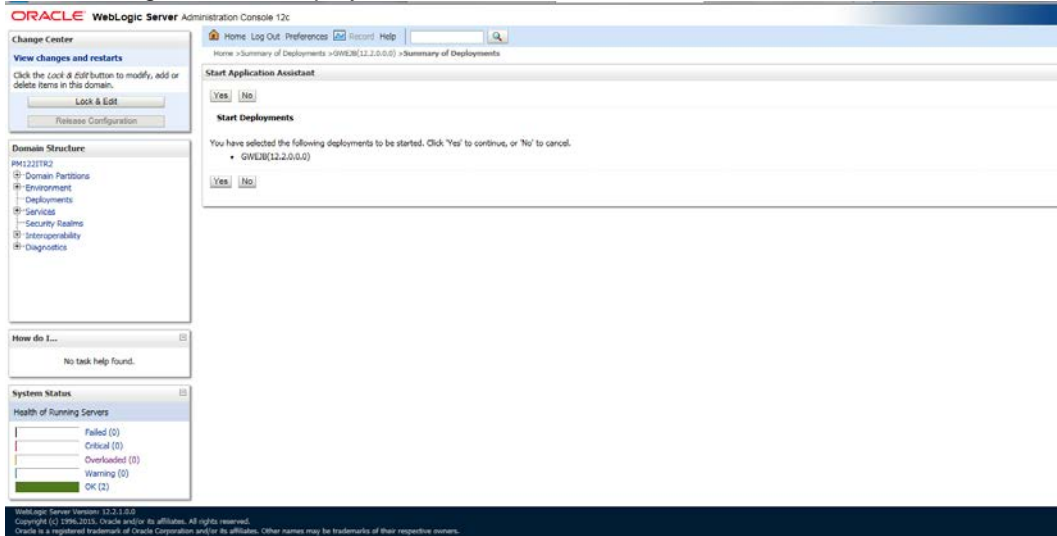 ORACLE WebLogic Server Administration Console 12c
Change Center
View changes and restarts
Click the Lock & Edit button to modify, add or
delete items in this domain.
Lock & Edit
Release Configuration
Domain Structure
PM122ITR2
Domain Partitions
Environment
Deployments
Services
Security Realms
Interoperability
Diagnostics
How do I...
No task help found.
System Status
Health of Running Servers
Failed (0)
Critical (0)
Overloaded (0)
Warning (0)
OK (2)
Home Log Out Preferences Record Help
Home >Summary of Deployments >GWEJB(12.2.0.0.0) >Summary of Deployments
Start Application Assistant
Yes No
Start Deployments
You have selected the following deployments to be started. Click 'Yes' to continue, or 'No' to cancel.
• GWEJB(12.2.0.0.0)
Yes No
WebLogic Server Version: 12.2.1.0.0
Copyright (c) 1996,2015, Oracle and/or its affiliates. All rights reserved.
Oracle is a registered trademark of Oracle Corporation and/or its affiliates. Other names may be trademarks of their respective owners.